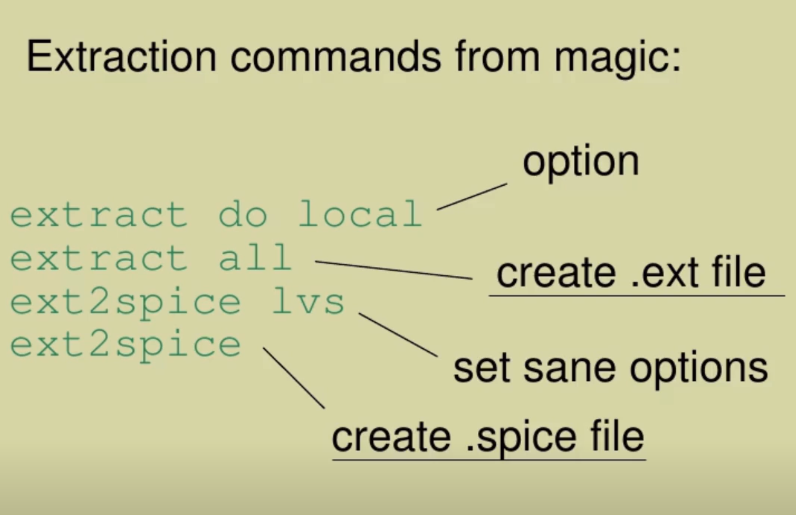 Extraction commands from magic:
option
extract do local
extract all
create .ext file
ext2spice lvs
ext2spice
set sane options
create .spice file